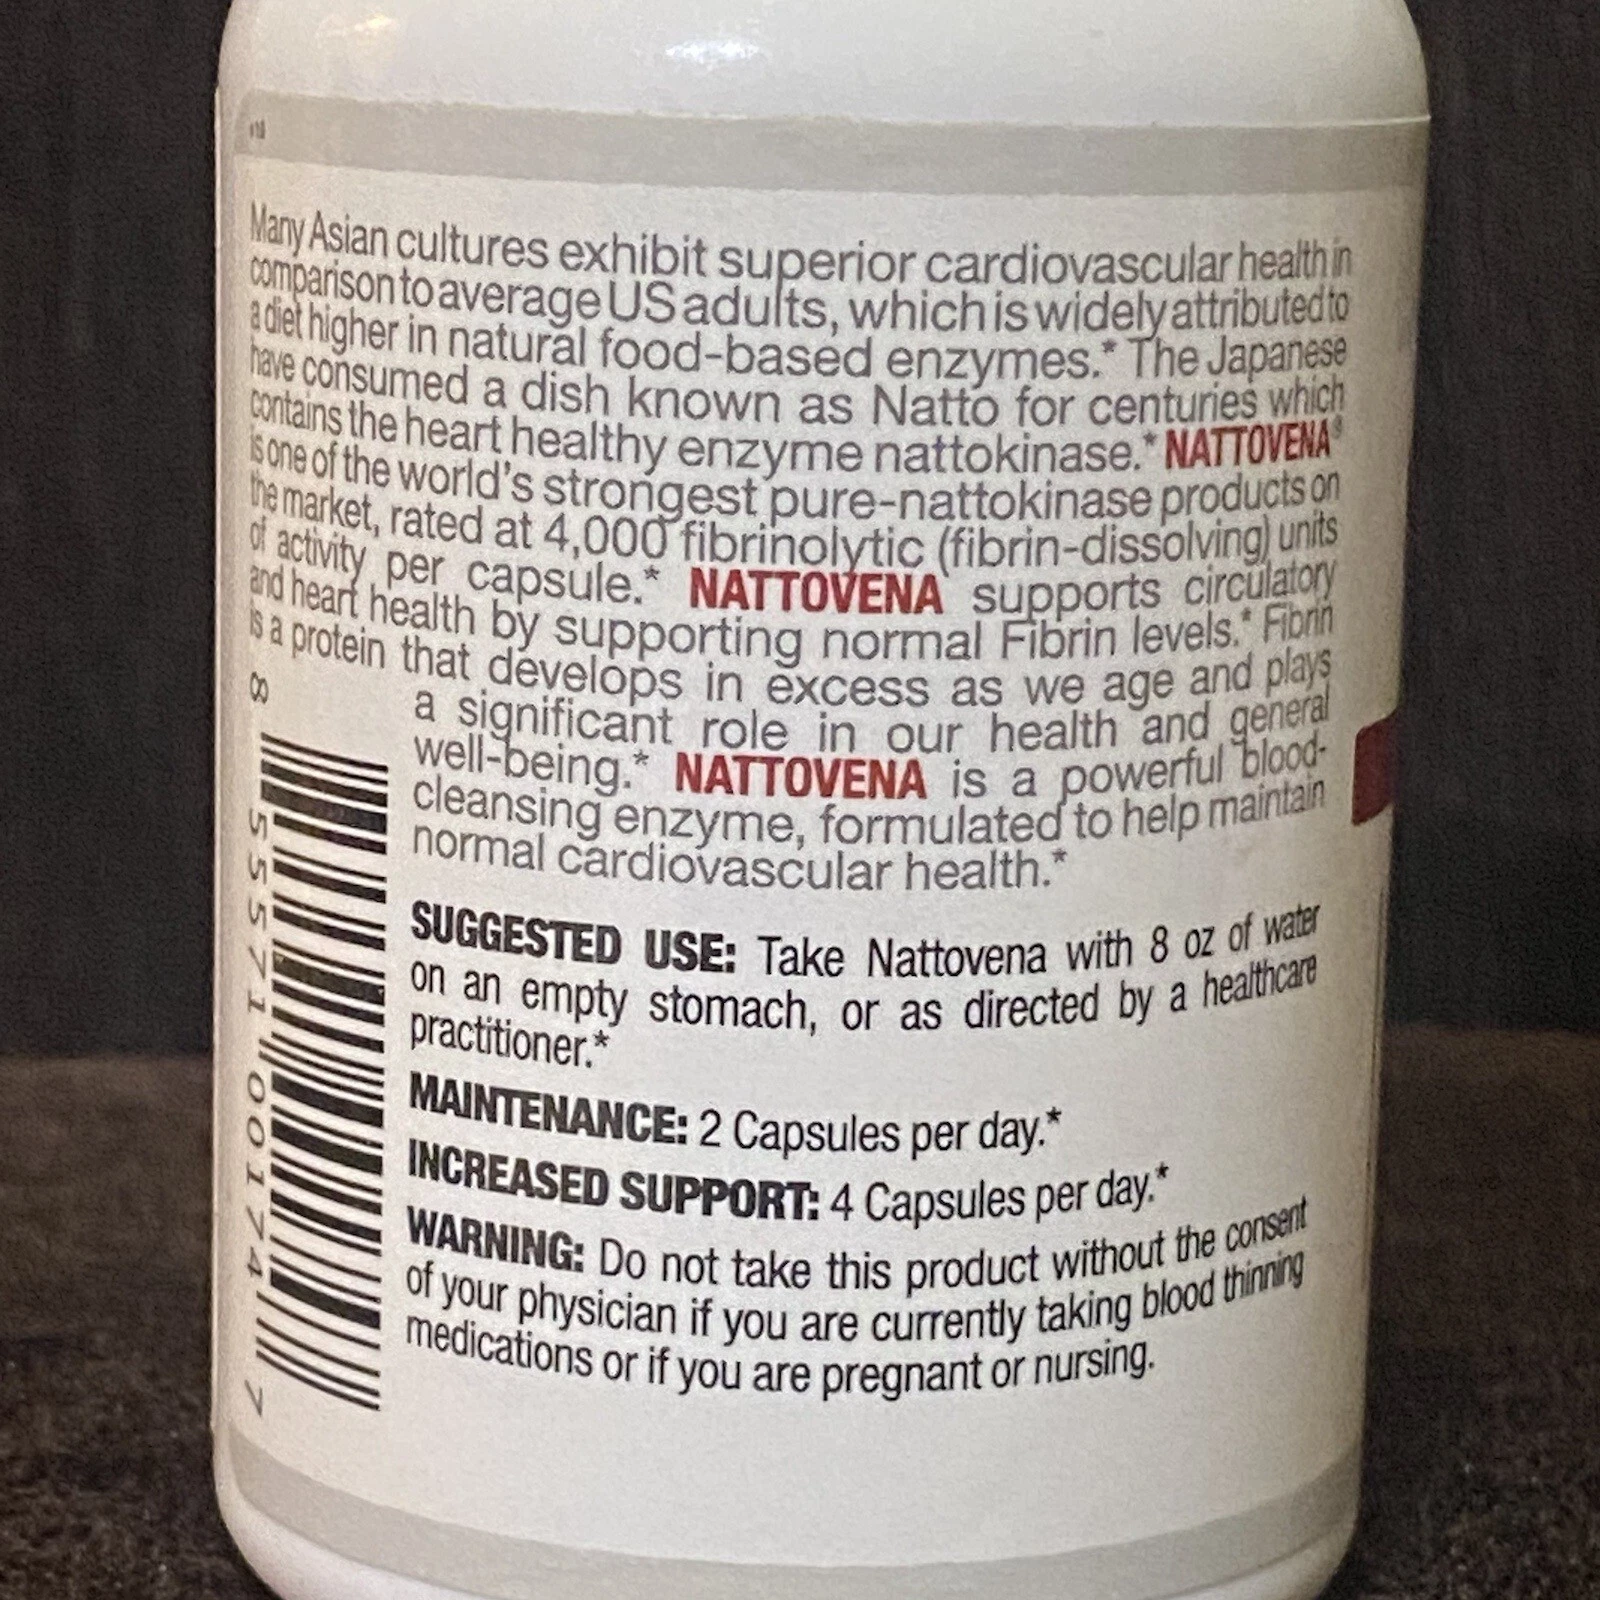 Many Asian cultures exhibit superior cardiovascular health in
comparison to average US adults, which is widely attributed to
a diet higher in natural food-based enzymes.* The Japanese
have consumed a dish known as Natto for centuries which
contains the heart healthy enzyme nattokinase.* NATTOVENA®
is one of the world's strongest pure-nattokinase products on
the market, rated at 4,000 fibrinolytic (fibrin-dissolving) units
of activity per capsule.* NATTOVENA supports circulatory
and heart health by supporting normal Fibrin levels.* Fibrin
is a protein that develops in excess as we age and plays
a significant role in our health and general
well-being.* NATTOVENA is a powerful blood-
cleansing enzyme, formulated to help maintain
normal cardiovascular health.*
SUGGESTED USE: Take Nattovena with 8 oz of water
on an empty stomach, or as directed by a healthcare
practitioner.*
MAINTENANCE: 2 Capsules per day.*
INCREASED SUPPORT: 4 Capsules per day.*
WARNING: Do not take this product without the consent
of your physician if you are currently taking blood thinning
medications or if you are pregnant or nursing.
8 55571 00174 7